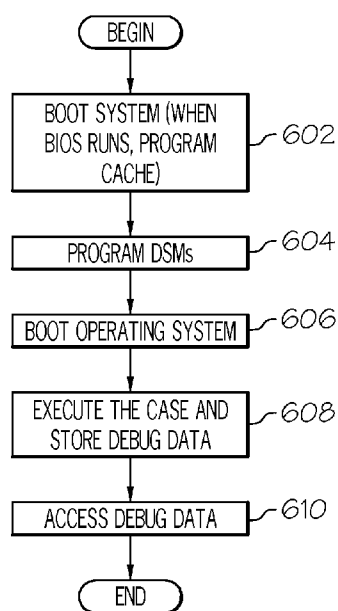 BEGIN
BOOT SYSTEM (WHEN
BIOS RUNS, PROGRAM
CACHE)
602
PROGRAM DSMs
604
BOOT OPERATING SYSTEM
606
EXECUTE THE CASE AND
STORE DEBUG DATA
608
ACCESS DEBUG DATA
610
END